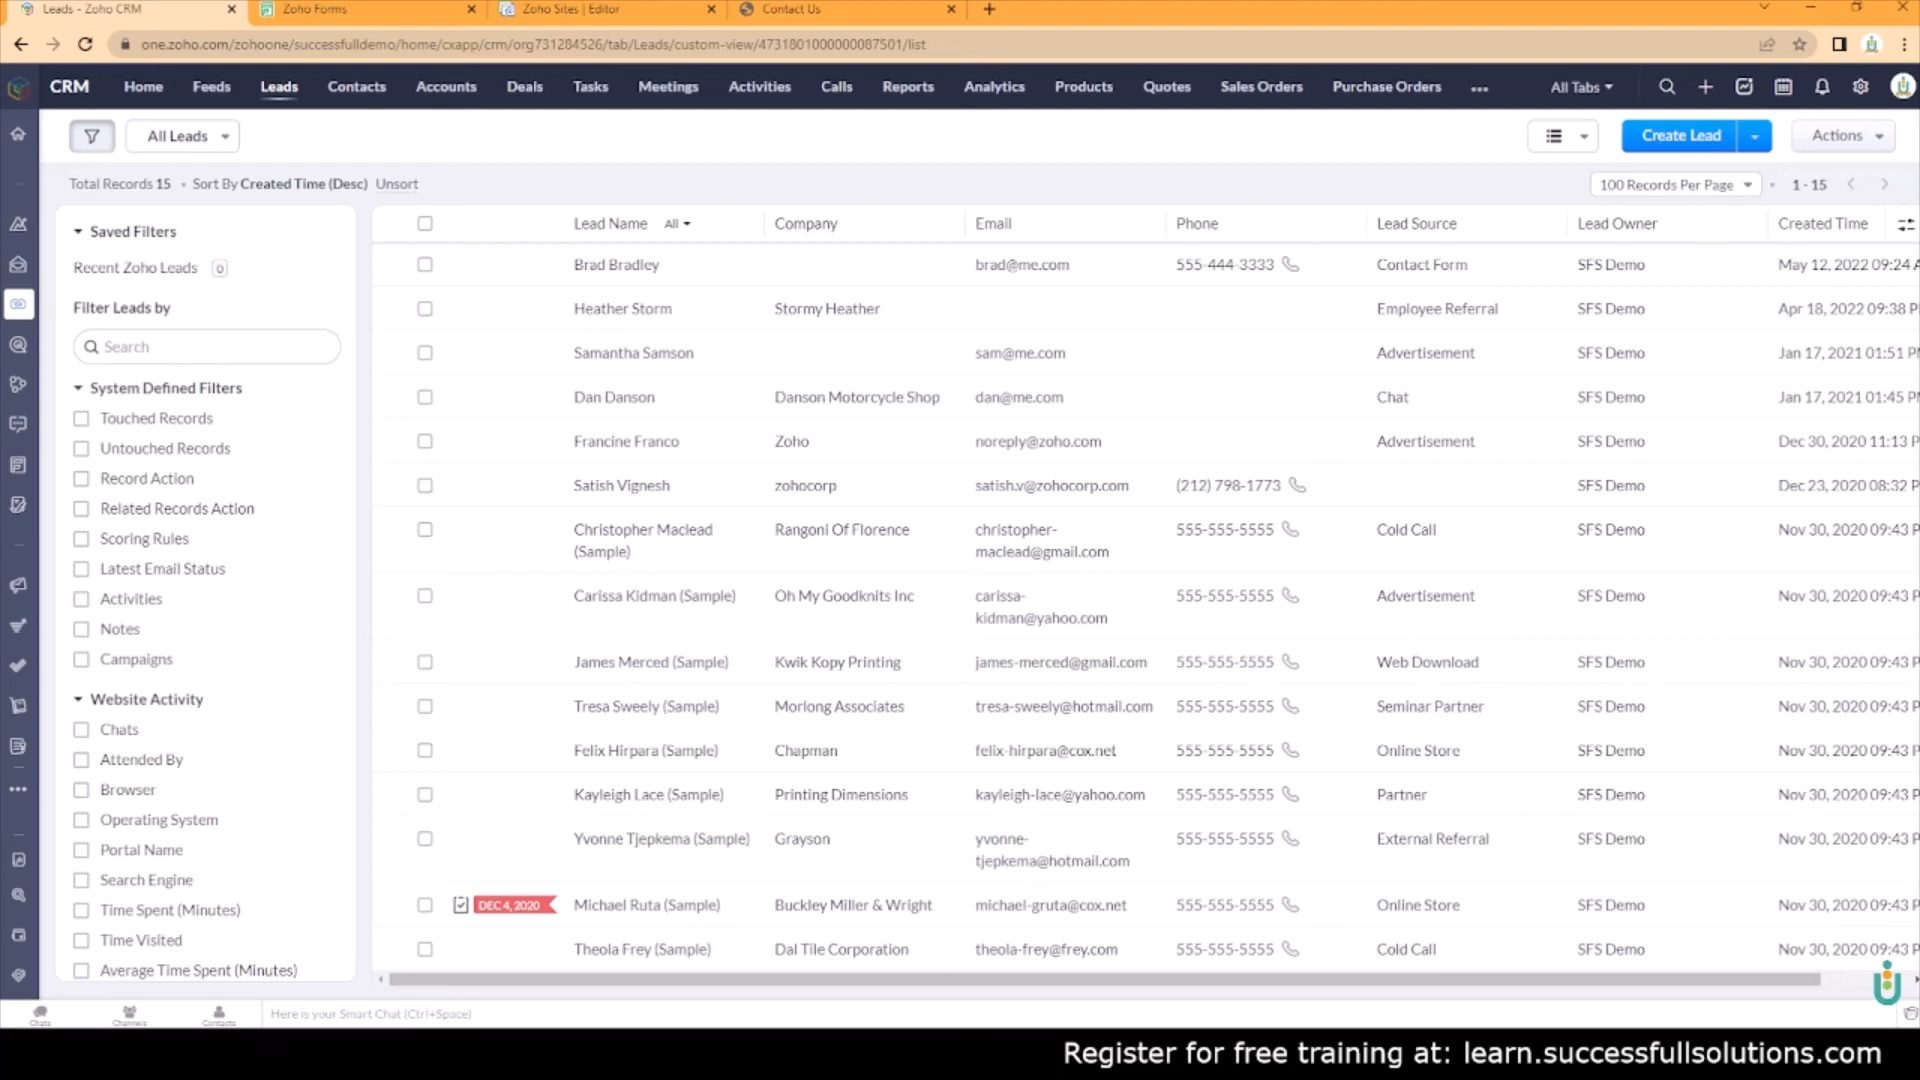 Leads - Zoho CRM
Zoho Forms
Zoho Sites | Editor
Contact Us
one.zoho.com/zohoone/successfulldemo/home/cxapp/crm/org731284526/tab/Leads/custom-view/4731801000000087501/list
CRM Home Feeds Leads Contacts Accounts Deals Tasks Meetings Activities Calls Reports Analytics Products Quotes Sales Orders Purchase Orders ... All Tabs
All Leads
Create Lead
Actions
Total Records 15 • Sort By Created Time (Desc) Unsort
100 Records Per Page • 1 - 15
Saved Filters
Recent Zoho Leads 0
Filter Leads by
Search
System Defined Filters
Touched Records
Untouched Records
Record Action
Related Records Action
Scoring Rules
Latest Email Status
Activities
Notes
Campaigns
Website Activity
Chats
Attended By
Browser
Operating System
Portal Name
Search Engine
Time Spent (Minutes)
Time Visited
Average Time Spent (Minutes)
Lead Name All Company Email Phone Lead Source Lead Owner Created Time
Brad Bradley brad@me.com 555-444-3333 Contact Form SFS Demo May 12, 2022 09:24 A
Heather Storm Stormy Heather Employee Referral SFS Demo Apr 18, 2022 09:38 P
Samantha Samson sam@me.com Advertisement SFS Demo Jan 17, 2021 01:51 PM
Dan Danson Danson Motorcycle Shop dan@me.com Chat SFS Demo Jan 17, 2021 01:45 PM
Francine Franco Zoho noreply@zoho.com Advertisement SFS Demo Dec 30, 2020 11:13 P
Satish Vignesh zohocorp satish.v@zohocorp.com (212) 798-1773 SFS Demo Dec 23, 2020 08:32 P
Christopher Maclead Rangoni Of Florence christopher- 555-555-5555 Cold Call SFS Demo Nov 30, 2020 09:43 P
(Sample) maclead@gmail.com
Carissa Kidman (Sample) Oh My Goodknits Inc carissa- 555-555-5555 Advertisement SFS Demo Nov 30, 2020 09:43 P
kidman@yahoo.com
James Merced (Sample) Kwik Kopy Printing james-merced@gmail.com 555-555-5555 Web Download SFS Demo Nov 30, 2020 09:43 P
Tresa Sweely (Sample) Morlong Associates tresa-sweely@hotmail.com 555-555-5555 Seminar Partner SFS Demo Nov 30, 2020 09:43 P
Felix Hirpara (Sample) Chapman felix-hirpara@cox.net 555-555-5555 Online Store SFS Demo Nov 30, 2020 09:43 P
Kayleigh Lace (Sample) Printing Dimensions kayleigh-lace@yahoo.com 555-555-5555 Partner SFS Demo Nov 30, 2020 09:43 P
Yvonne Tjepkema (Sample) Grayson yvonne- 555-555-5555 External Referral SFS Demo Nov 30, 2020 09:43 P
tjepkema@hotmail.com
DEC 4, 2020 Michael Ruta (Sample) Buckley Miller & Wright michael-gruta@cox.net 555-555-5555 Online Store SFS Demo Nov 30, 2020 09:43 P
Theola Frey (Sample) Dal Tile Corporation theola-frey@frey.com 555-555-5555 Cold Call SFS Demo Nov 30, 2020 09:43 P
Chats Channels Contacts Here is your Smart Chat (Ctrl+Space)
Register for free training at: learn.successfullsolutions.com